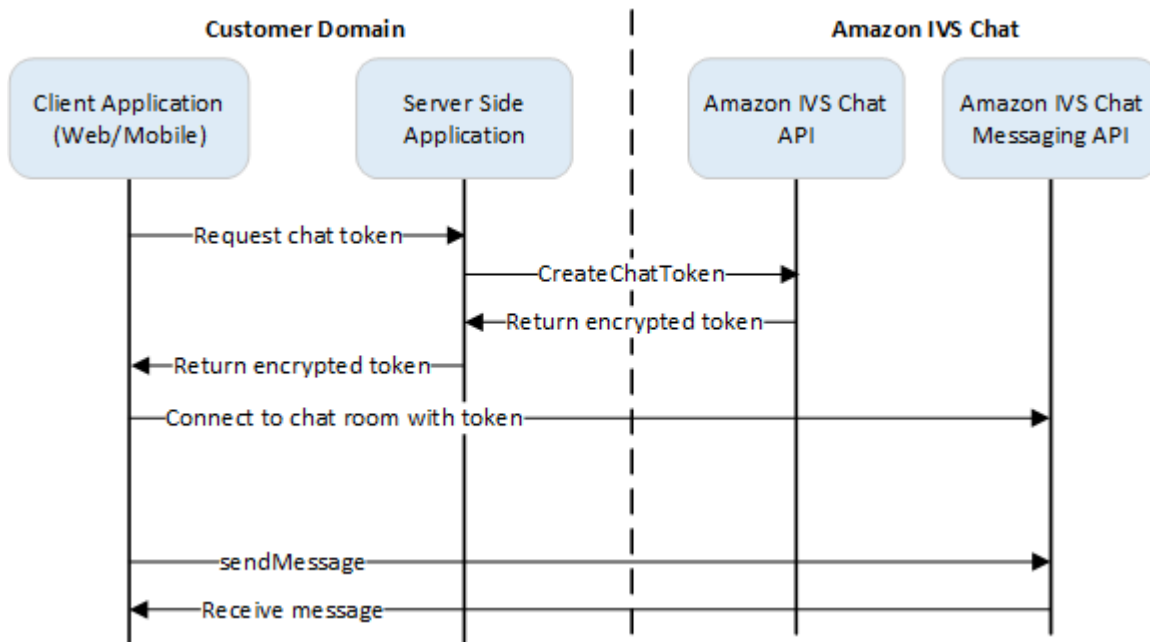 Customer Domain
Amazon IVS Chat
Client Application
(Web/Mobile)
Server Side
Application
Amazon IVS Chat
API
Amazon IVS Chat
Messaging API
Request chat token
CreateChatToken
Return encrypted token
Return encrypted token
Connect to chat room with token
sendMessage
Receive message